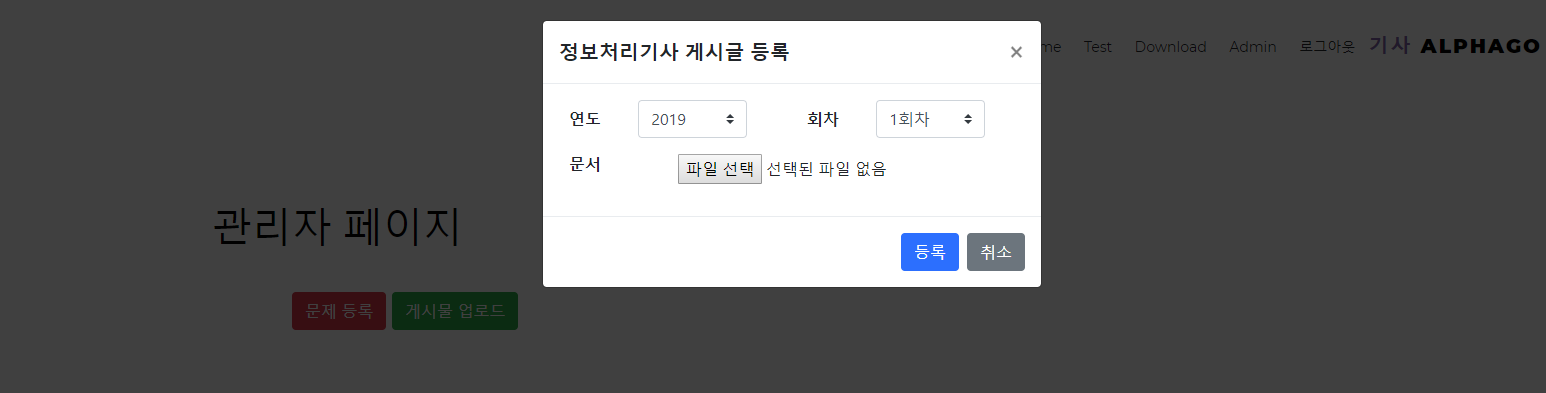 정보처리기사 게시글 등록 ×
me Test Download Admin 로그아웃 기사 ALPHAGO
연도 2019 회차 1회차
문서 파일 선택 선택된 파일 없음
등록 취소
관리자 페이지
문제 등록 게시물 업로드